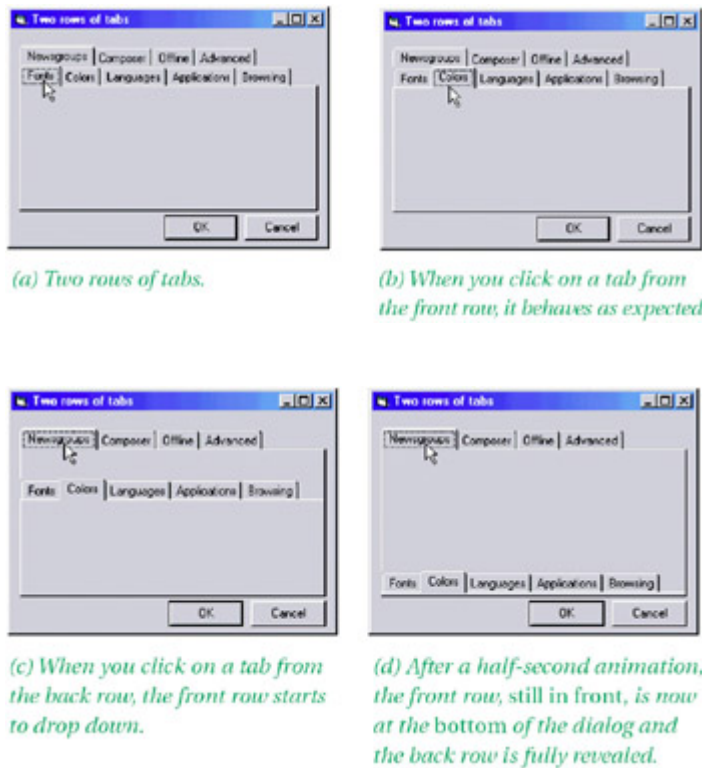 Two rows of tabs
Newsgroups Composer Offline Advanced
Fonts Colors Languages Applications Browsing
OK Cancel
(a) Two rows of tabs.
Two rows of tabs
Newsgroups Composer Offline Advanced
Fonts Colors Languages Applications Browsing
OK Cancel
(b) When you click on a tab from
the front row, it behaves as expected
Two rows of tabs
Newsgroups Composer Offline Advanced
Fonts Colors Languages Applications Browsing
OK Cancel
(c) When you click on a tab from
the back row, the front row starts
to drop down.
Two rows of tabs
Newsgroups Composer Offline Advanced
Fonts Colors Languages Applications Browsing
OK Cancel
(d) After a half-second animation,
the front row, still in front, is now
at the bottom of the dialog and
the back row is fully revealed.